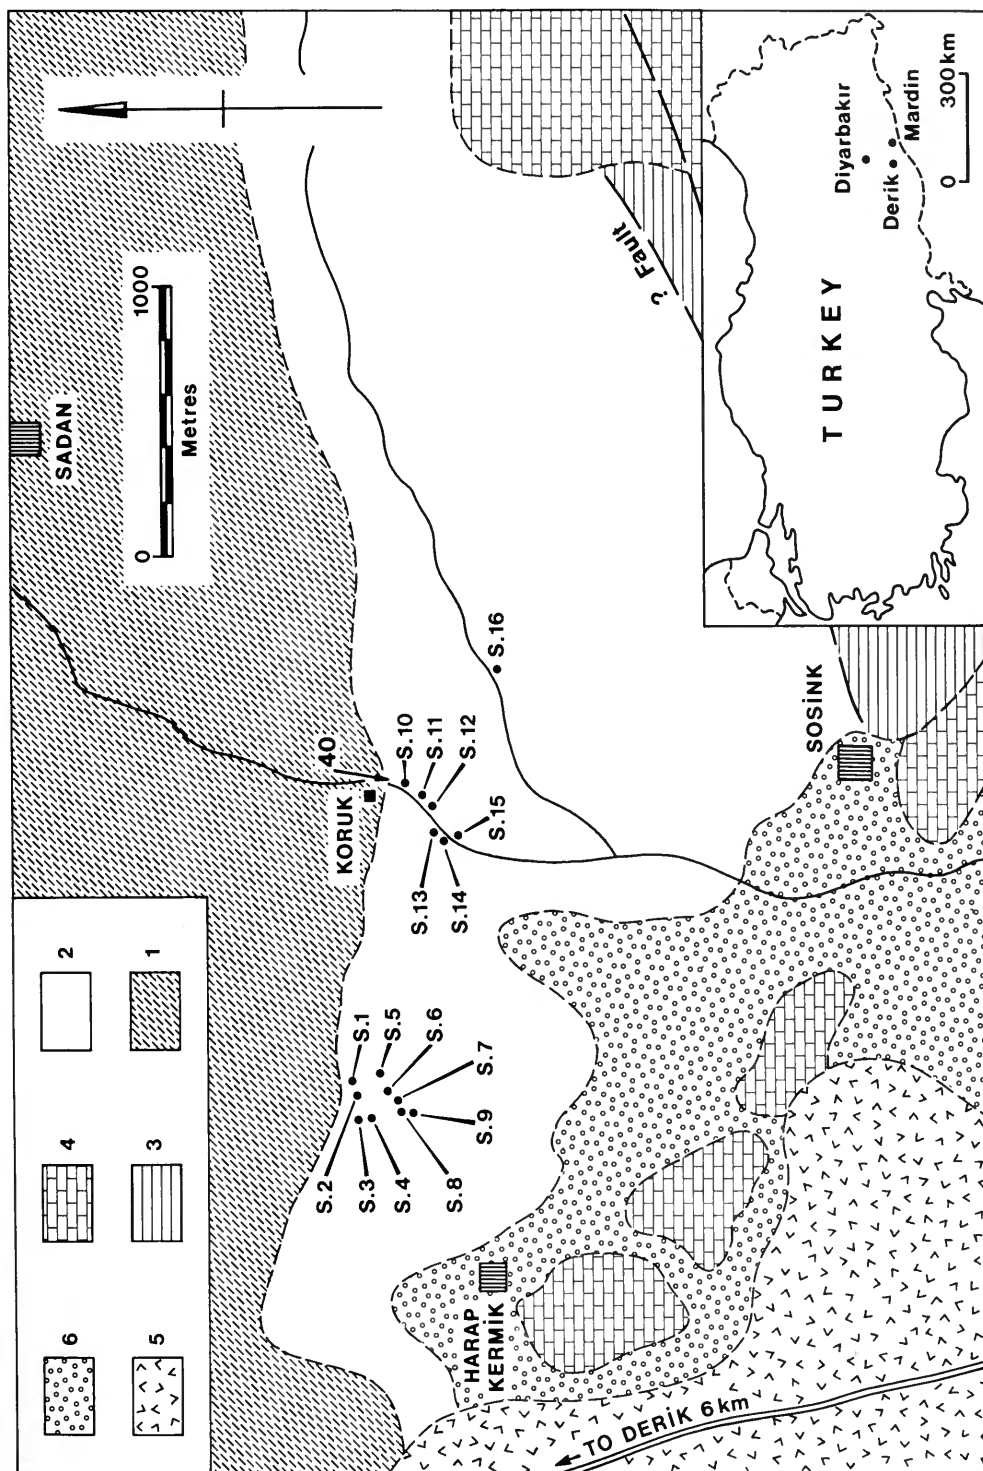 6
4
2
5
3
1
SADAN
0
1000
Metres
KORUK
40
S.10
S.11
S.12
S.13
S.14
S.15
S.16
S.1
S.2
S.3
S.4
S.5
S.6
S.7
S.8
S.9
HARAP
KERMİK
SOSİNK
? Fault
TO DERİK 6km
TURKEY
Diyarbakır
Derik
Mardin
0
300km